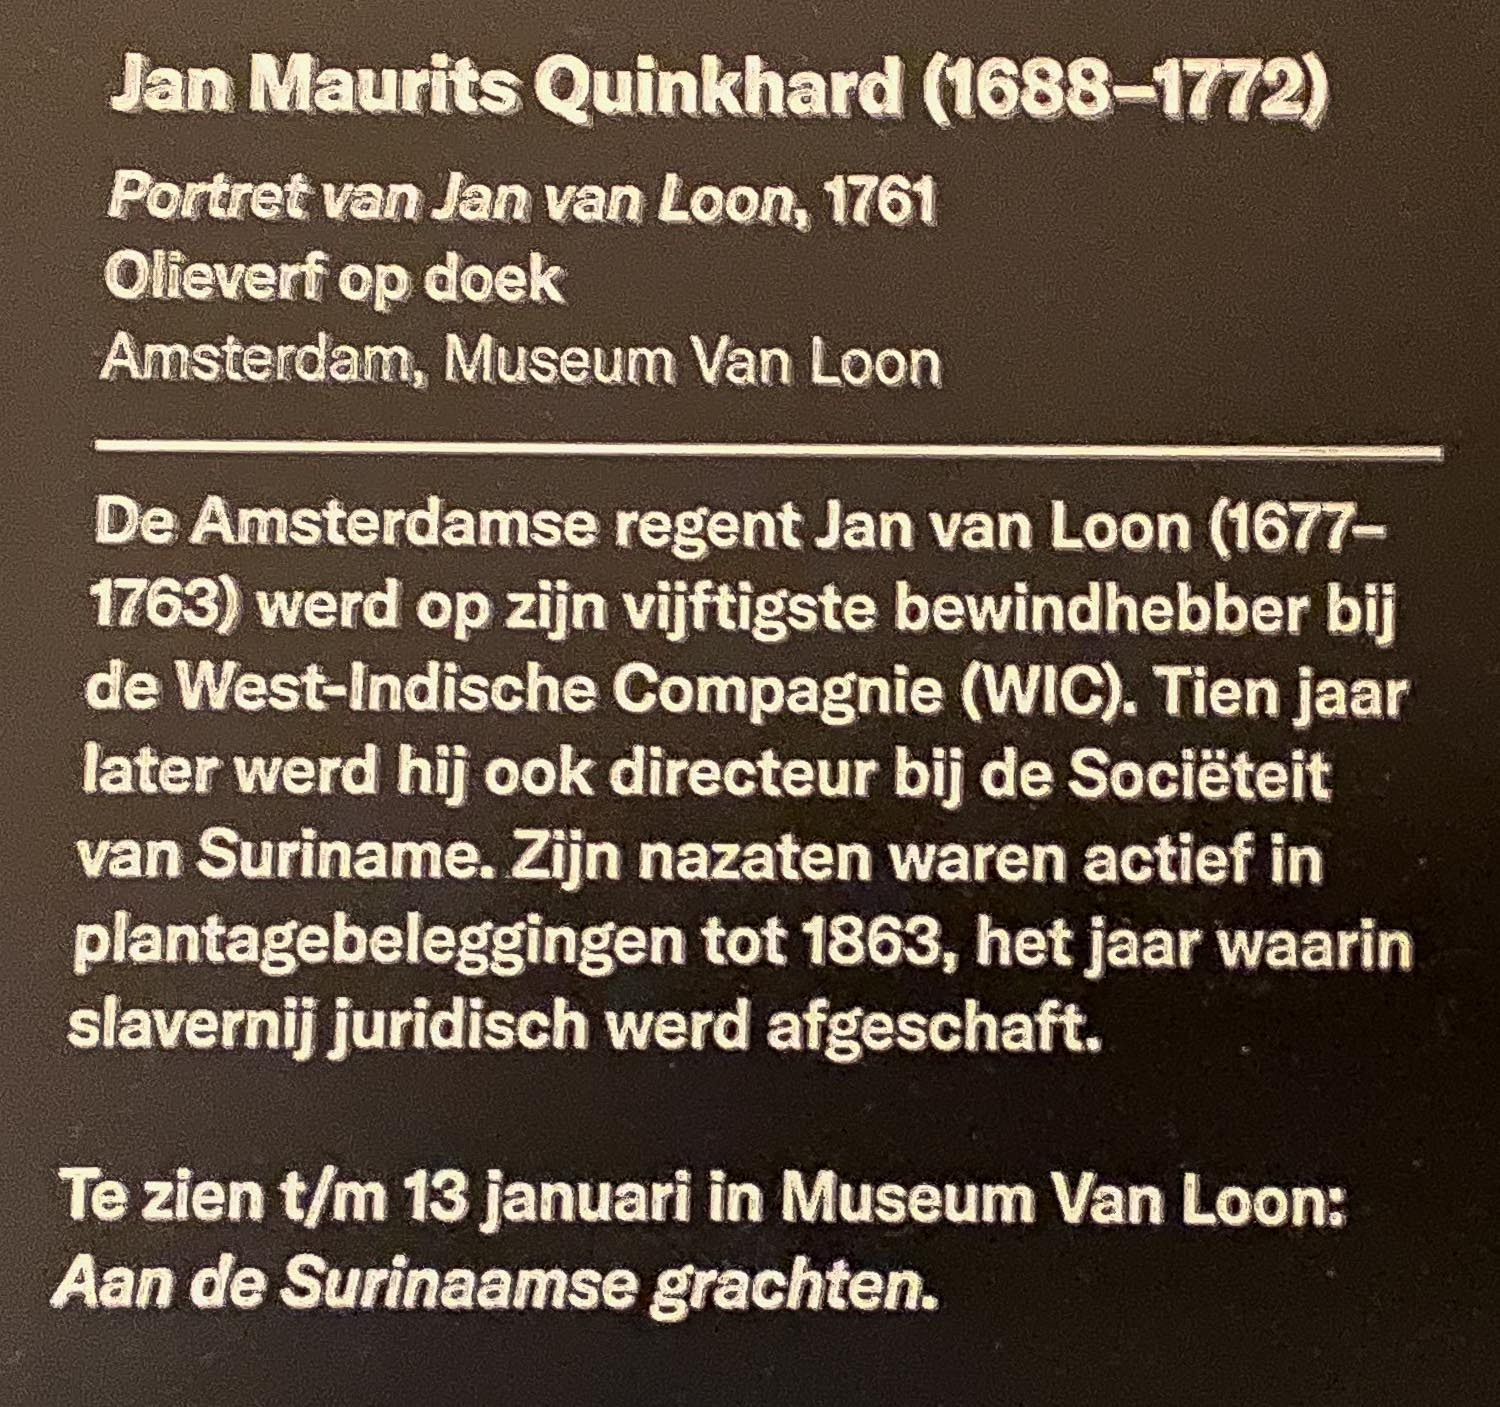 Jan Maurits Quinkhard (1688–1772)
Portret van Jan van Loon, 1761
Olieverf op doek
Amsterdam, Museum Van Loon
De Amsterdamse regent Jan van Loon (1677–
1763) werd op zijn vijftigste bewindhebber bij
de West-Indische Compagnie (WIC). Tien jaar
later werd hij ook directeur bij de Sociëteit
van Suriname. Zijn nazaten waren actief in
plantagebeleggingen tot 1863, het jaar waarin
slavernij juridisch werd afgeschaft.
Te zien t/m 13 januari in Museum Van Loon:
Aan de Surinaamse grachten.